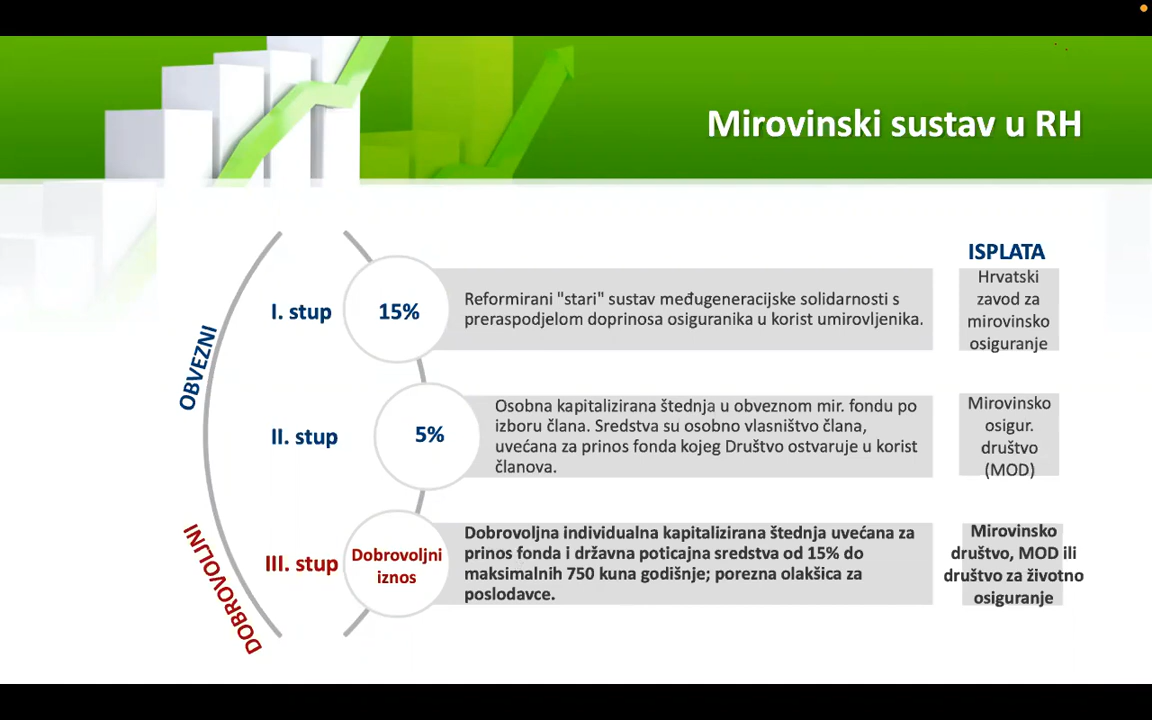 Mirovinski sustav u RH
ISPLATA
OBVEZNI
I. stup
15%
Reformirani "stari" sustav međugeneracijske solidarnosti s
preraspodjelom doprinosa osiguranika u korist umirovljenika.
Hrvatski
zavod za
mirovinsko
osiguranje
II. stup
5%
Osobna kapitalizirana štednja u obveznom mir. fondu po
izboru člana. Sredstva su osobno vlasništvo člana,
uvećana za prinos fonda kojeg Društvo ostvaruje u korist
članova.
Mirovinsko
osigur.
društvo
(MOD)
DOBROVOLJNI
III. stup
Dobrovoljni
iznos
Dobrovoljna individualna kapitalizirana štednja uvećana za
prinos fonda i državna poticajna sredstva od 15% do
maksimalnih 750 kuna godišnje; porezna olakšica za
poslodavce.
Mirovinsko
društvo, MOD ili
društvo za životno
osiguranje